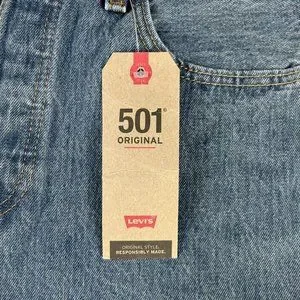 501®
ORIGINAL
Levi's
ORIGINAL STYLE.
RESPONSIBLY MADE.